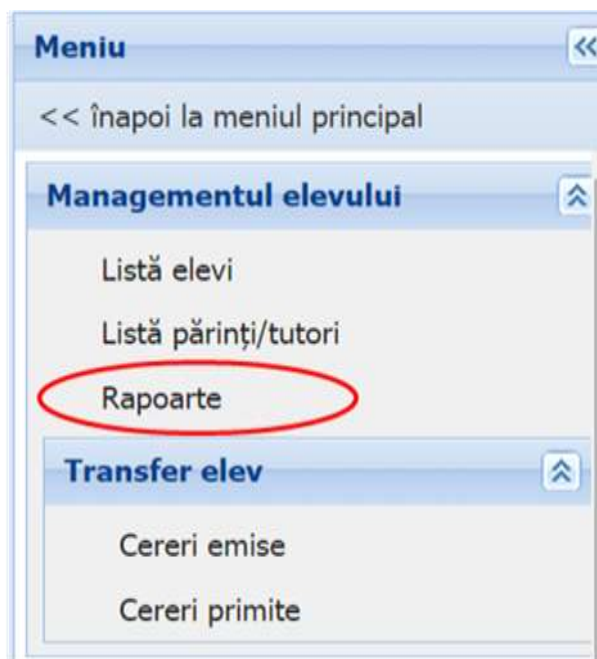 Meniu
<< înapoi la meniul principal
Managementul elevului
Listă elevi
Listă părinți/tutori
Rapoarte
Transfer elev
Cereri emise
Cereri primite